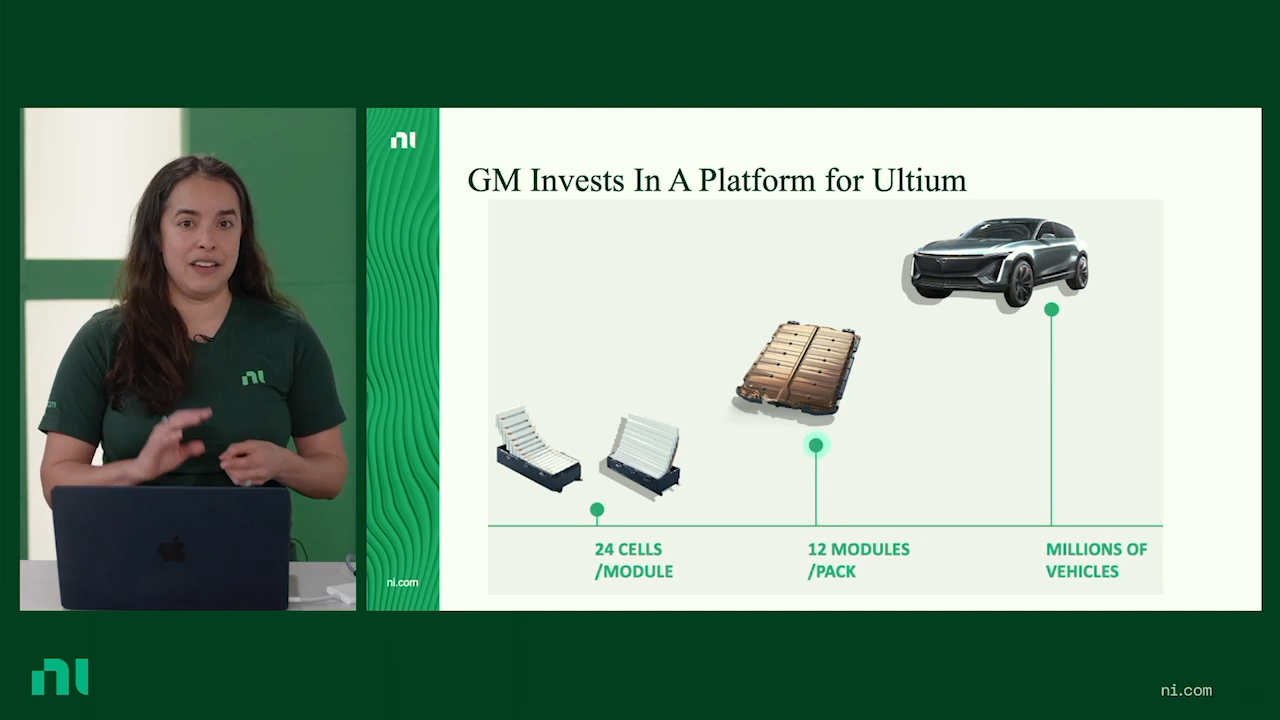 ni
GM Invests In A Platform for Ultium
ni
24 CELLS
/MODULE
12 MODULES
/PACK
MILLIONS OF
VEHICLES
ni.com
ni
ni.com